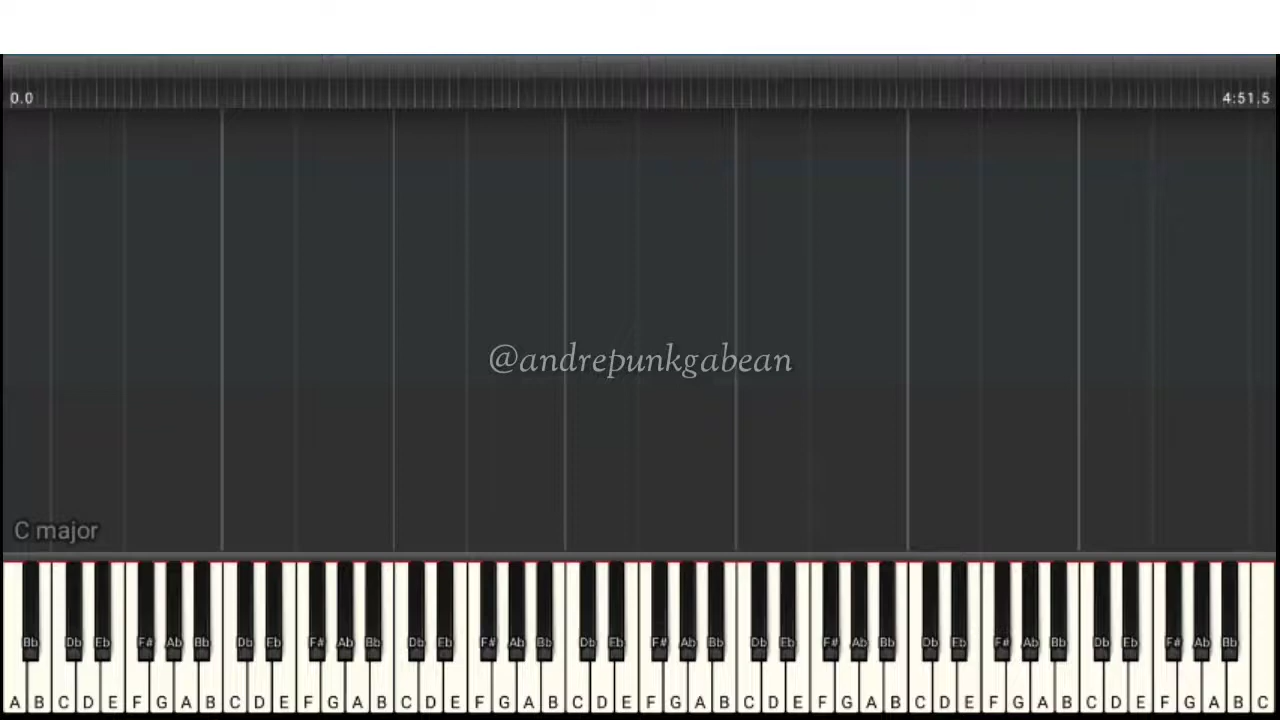 0.0 4:51.5
@andrepunkgabean
C major
Bb Db Eb F# Ab Bb Db Eb F# Ab Bb Db Eb F# Ab Bb Db Eb F# Ab Bb Db Eb F# Ab Bb Db Eb F# Ab Bb Db Eb F# Ab Bb
A B C D E F G A B C D E F G A B C D E F G A B C D E F G A B C D E F G A B C D E F G A B C D E F G A B C